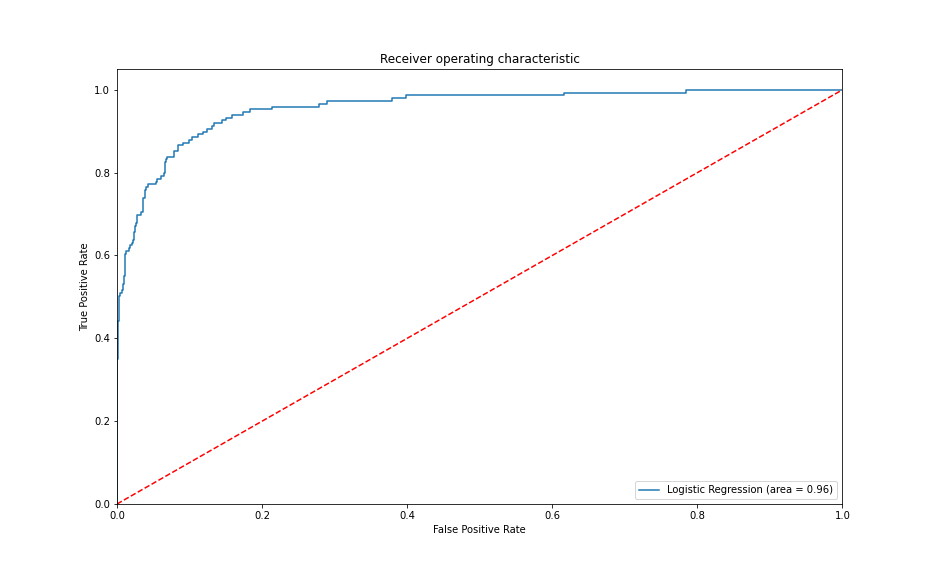 Receiver operating characteristic
1.0
0.8
0.6
0.4
0.2
0.0
True Positive Rate
Logistic Regression (area = 0.96)
0.0 0.2 0.4 0.6 0.8 1.0
False Positive Rate